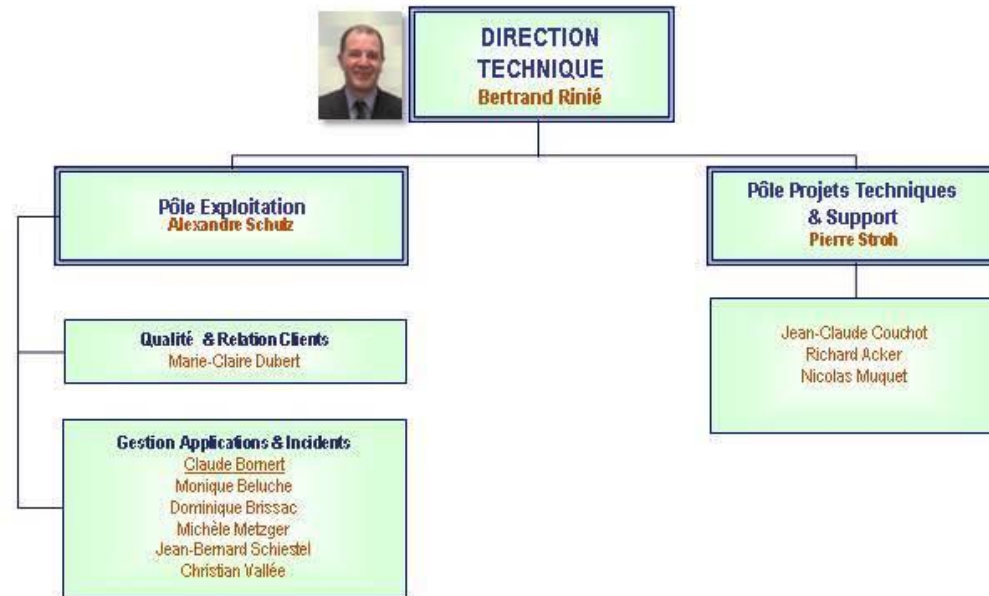 DIRECTION
TECHNIQUE
Bertrand Rinié
Pôle Exploitation
Alexandre Schulz
Pôle Projets Techniques
& Support
Pierre Stroh
Qualité & Relation Clients
Marie-Claire Dubert
Jean-Claude Couchot
Richard Acker
Nicolas Muquet
Gestion Applications & Incidents
Claude Bornert
Monique Beluche
Dominique Brissac
Michèle Metzger
Jean-Bernard Schiestel
Christian Vallée